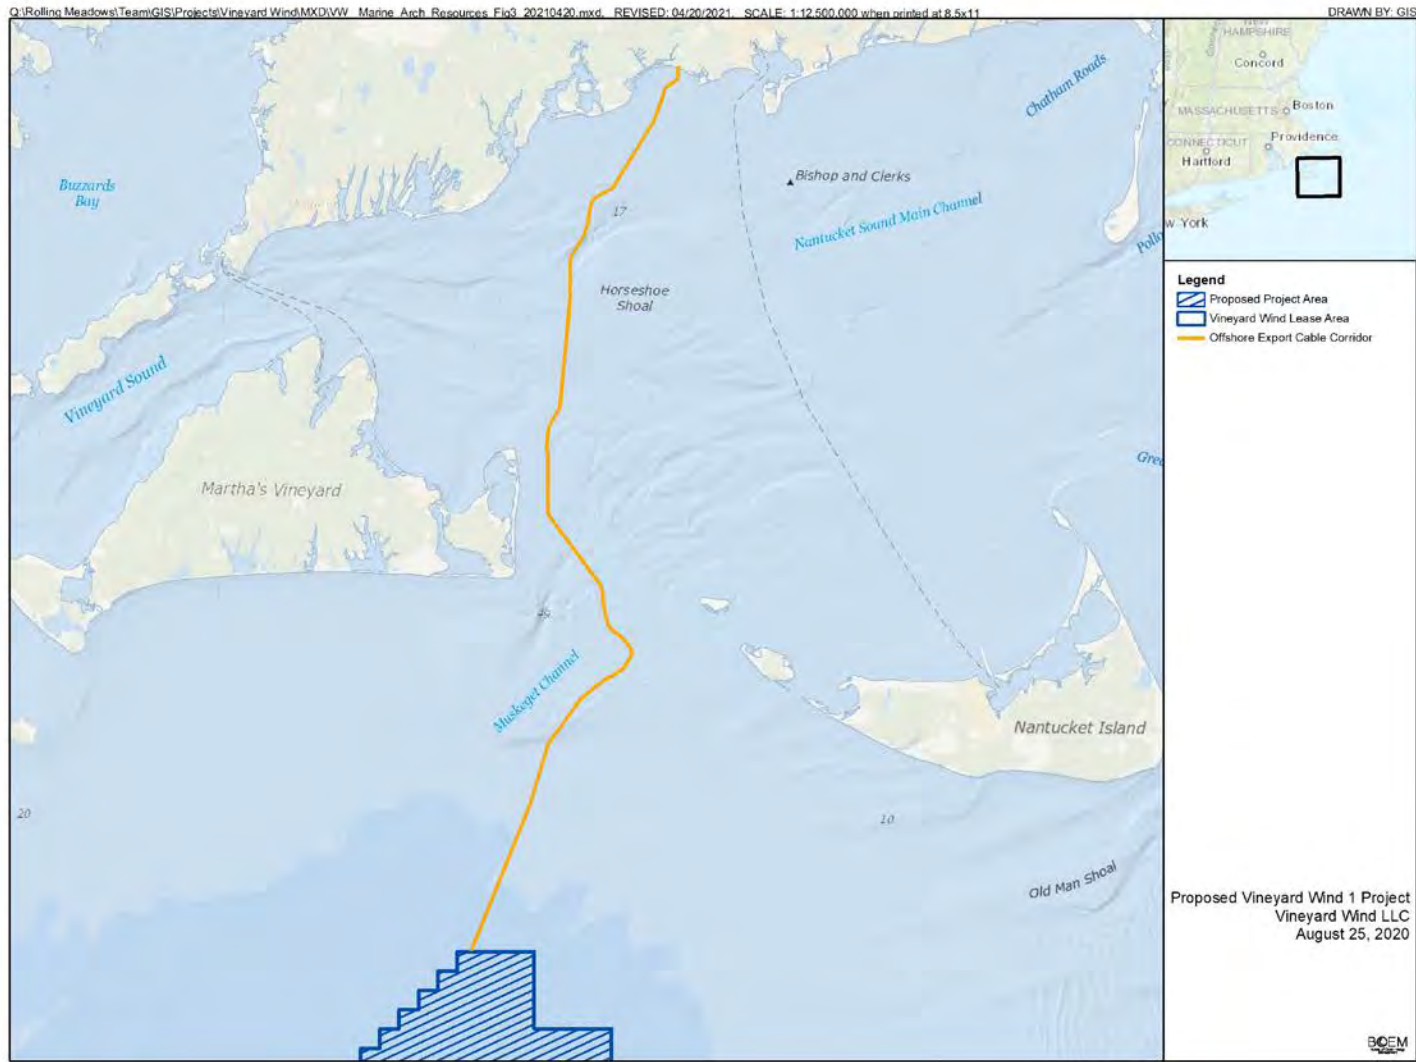 Q:\Rolling Meadows\Team\GIS\Projects\Vineyard Wind\MXD\VW_Marine_Arch_Resources_Fig3_20210420.mxd, REVISED: 04/20/2021, SCALE: 1:12,500,000 when printed at 8.5x11
DRAWN BY: GIS
Chatham Roads
Buzzards
Bay
Bishop and Clerks
17
Nantucket Sound Main Channel
Pollo
Horseshoe
Shoal
Vineyard Sound
Gree
Martha's Vineyard
Muskeget Channel
Nantucket Island
20
10
Old Man Shoal
NEW
HAMPSHIRE
Concord
MASSACHUSETTS
Boston
CONNECTICUT
Providence
Hartford
w York
Legend
Proposed Project Area
Vineyard Wind Lease Area
Offshore Export Cable Corridor
Proposed Vineyard Wind 1 Project
Vineyard Wind LLC
August 25, 2020
BOEM